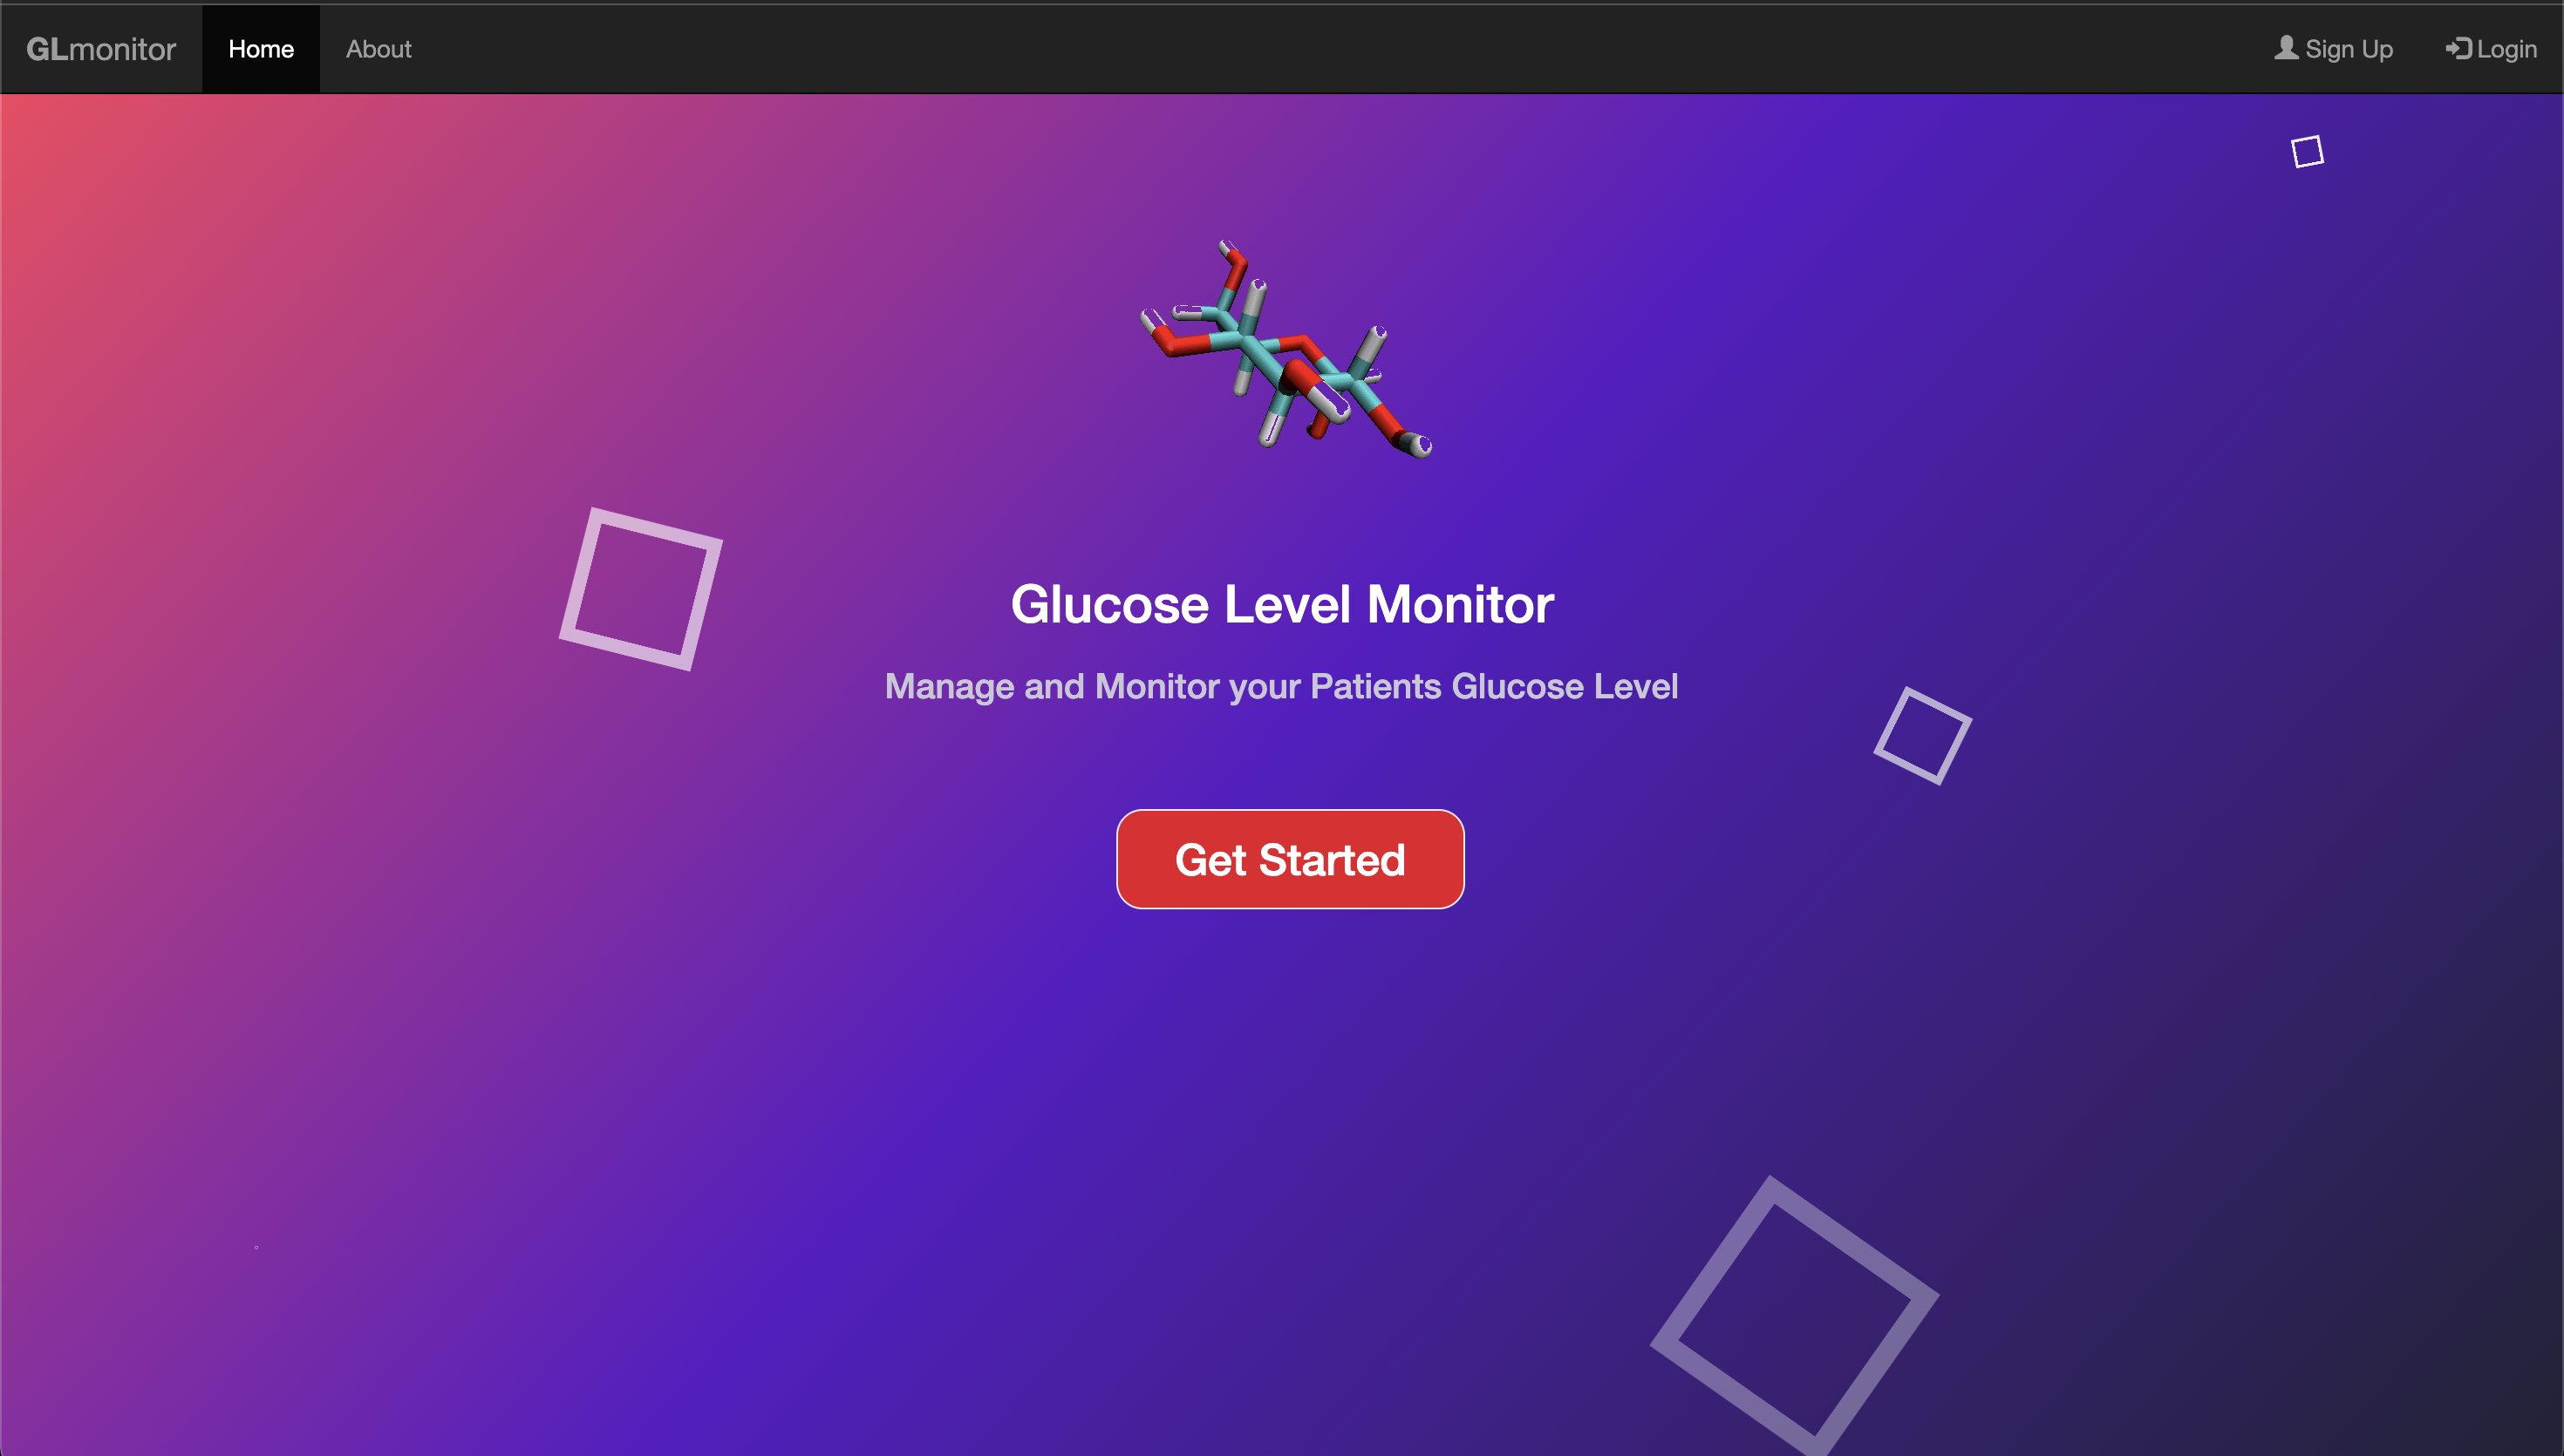 GLmonitor Home About Sign Up Login
Glucose Level Monitor
Manage and Monitor your Patients Glucose Level
Get Started